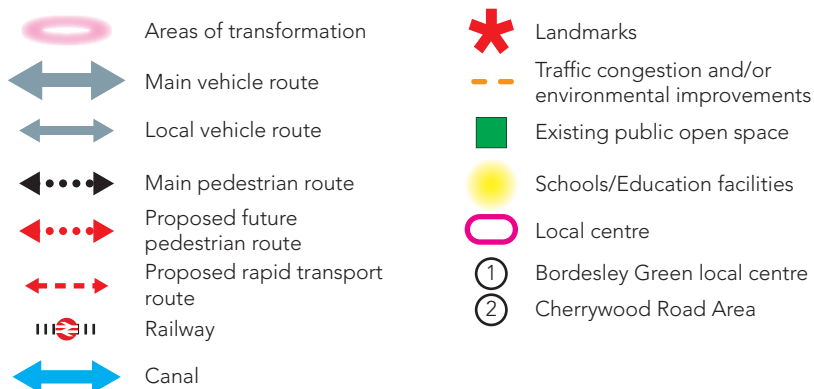 Areas of transformation
Main vehicle route
Local vehicle route
Main pedestrian route
Proposed future
pedestrian route
Proposed rapid transport
route
Railway
Canal
Landmarks
Traffic congestion and/or
environmental improvements
Existing public open space
Schools/Education facilities
Local centre
1 Bordesley Green local centre
2 Cherrywood Road Area